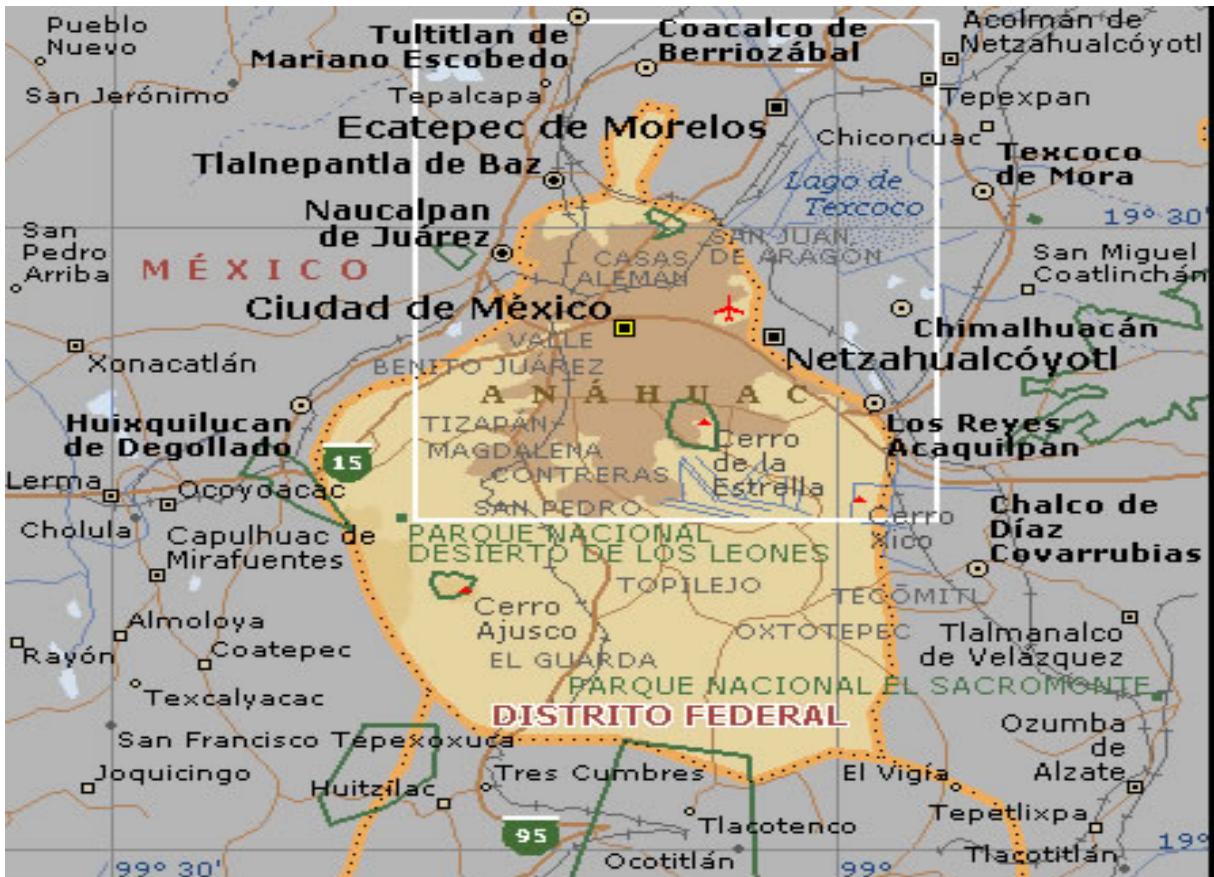 Pueblo
Nuevo
Tultitlan de
Mariano Escobedo
Coacalco de
Berriozábal
Acolmán de
Netzahualcóyotl
San Jerónimo
Tepalcapa
Tepexpan
Ecatepec de Morelos
Chiconcuac
Tlalnepantla de Baz
Texcoco
de Mora
Lago de
Texcoco
Naucalpan
de Juárez
19° 30'
San
Pedro
Arriba
MÉXICO
SAN JUAN
DE ARAGON
CASAS
ALEMÁN
San Miguel
Coatlinchán
Ciudad de México
Chimalhuacán
VALLE
Netzahualcóyotl
Xonacatlán
BENITO JUÁREZ
ANÁHUAC
Huixquilucan
de Degollado
TIZAPÁN
MAGDALENA
CONTRERAS
Cerro
de la
Estrella
Los Reyes
Acaquilpan
15
Lerma
Ocoyoacac
SAN PEDRO
Cerro
Xico
Chalco de
Díaz
Covarrubias
Cholula
Capulhuac de
Mirafuentes
PARQUE NACIONAL
DESIERTO DE LOS LEONES
TOPILEJO
TECÓMITL
Cerro
Ajusco
Almoloya
OXTOTEPEC
Tlalmanalco
de Velázquez
Rayón
Coatepec
EL GUARDA
Texcalyacac
PARQUE NACIONAL EL SACROMONTE
DISTRITO FEDERAL
Ozumba
de
Alzate
San Francisco Tepexoxuca
Joquicingo
Huitzilac
Tres Cumbres
El Vigía
Tepetlixpa
Tlacotenco
95
Ocotitlán
Tlacotitlán
19°
99° 30'
99°